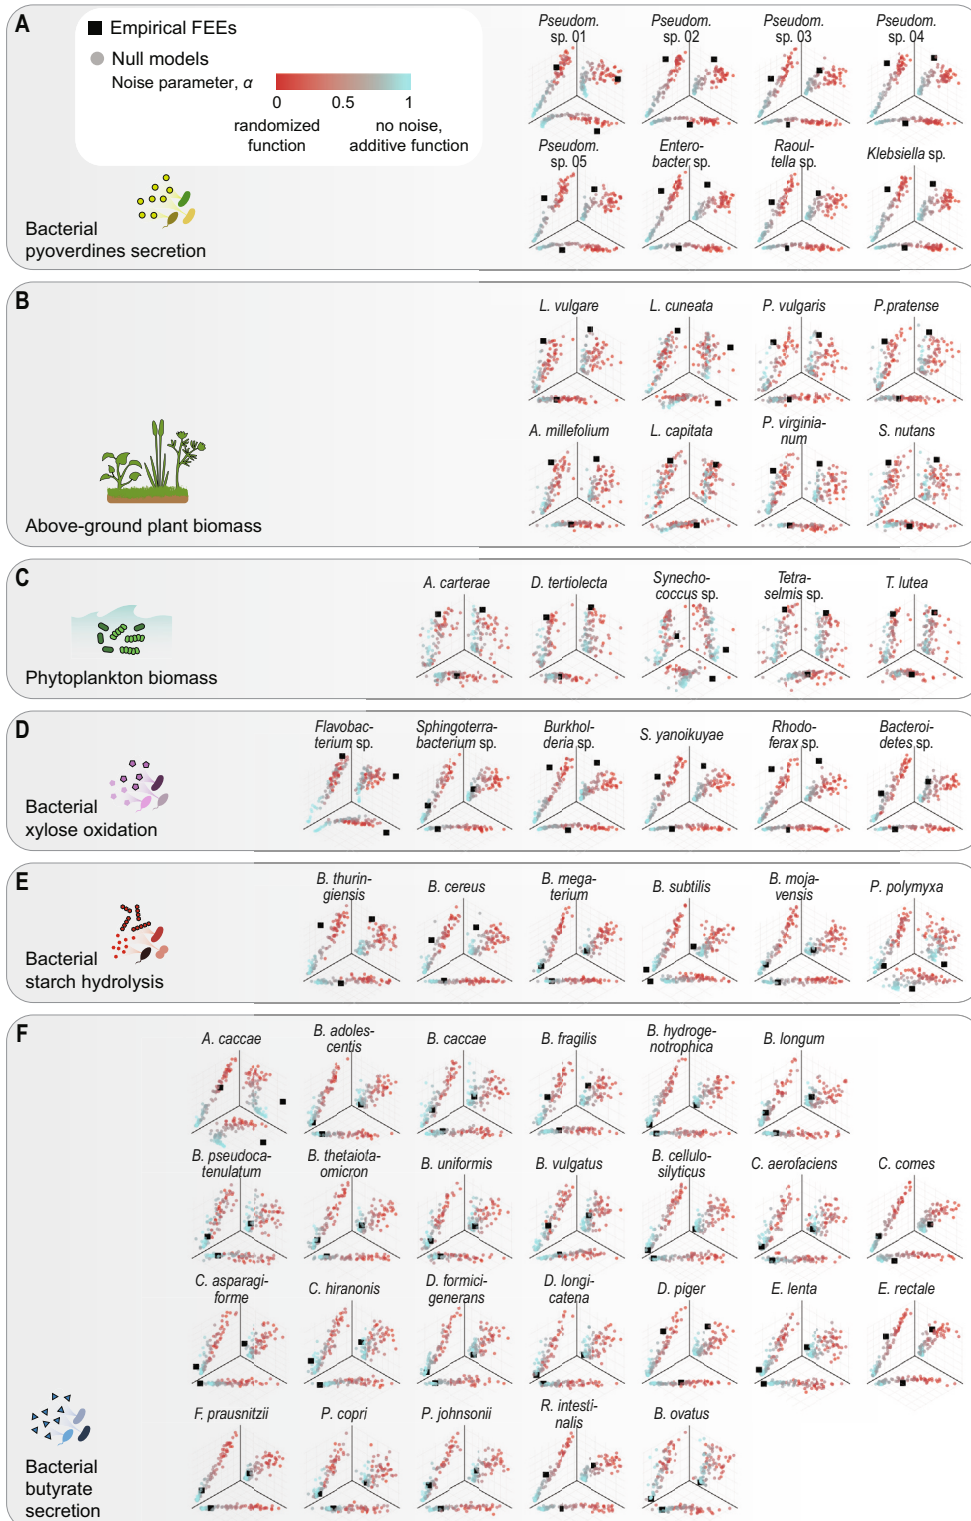 A
Empirical FEEs
Null models
Noise parameter, α
0
0.5
1
randomized
function
no noise,
additive function
Pseudom.
sp. 01
Pseudom.
sp. 02
Pseudom.
sp. 03
Pseudom.
sp. 04
Pseudom.
sp. 05
Entero-
bacter sp.
Raoul-
tella sp.
Klebsiella sp.
Bacterial
pyoverdines secretion
B
L. vulgare
L. cuneata
P. vulgaris
P.pratense
A. millefolium
L. capitata
P. virginia-
num
S. nutans
Above-ground plant biomass
C
A. carterae
D. tertiolecta
Synecho-
coccus sp.
Tetra-
selmis sp.
T. lutea
Phytoplankton biomass
D
Flavobac-
terium sp.
Sphingoterra-
bacterium sp.
Burkhol-
deria sp.
S. yanoikuyae
Rhodo-
ferax sp.
Bacteroi-
detes sp.
Bacterial
xylose oxidation
E
B. thurin-
giensis
B. cereus
B. mega-
terium
B. subtilis
B. moja-
vensis
P. polymyxa
Bacterial
starch hydrolysis
F
A. caccae
B. adoles-
centis
B. caccae
B. fragilis
B. hydroge-
notrophica
B. longum
B. pseudoca-
tenulatum
B. thetaiota-
omicron
B. uniformis
B. vulgatus
B. cellulo-
silyticus
C. aerofaciens
C. comes
C. asparagi-
forme
C. hiranonis
D. formici-
generans
D. longi-
catena
D. piger
E. lenta
E. rectale
F. prausnitzii
P. copri
P. johnsonii
R. intesti-
nalis
B. ovatus
Bacterial
butyrate
secretion